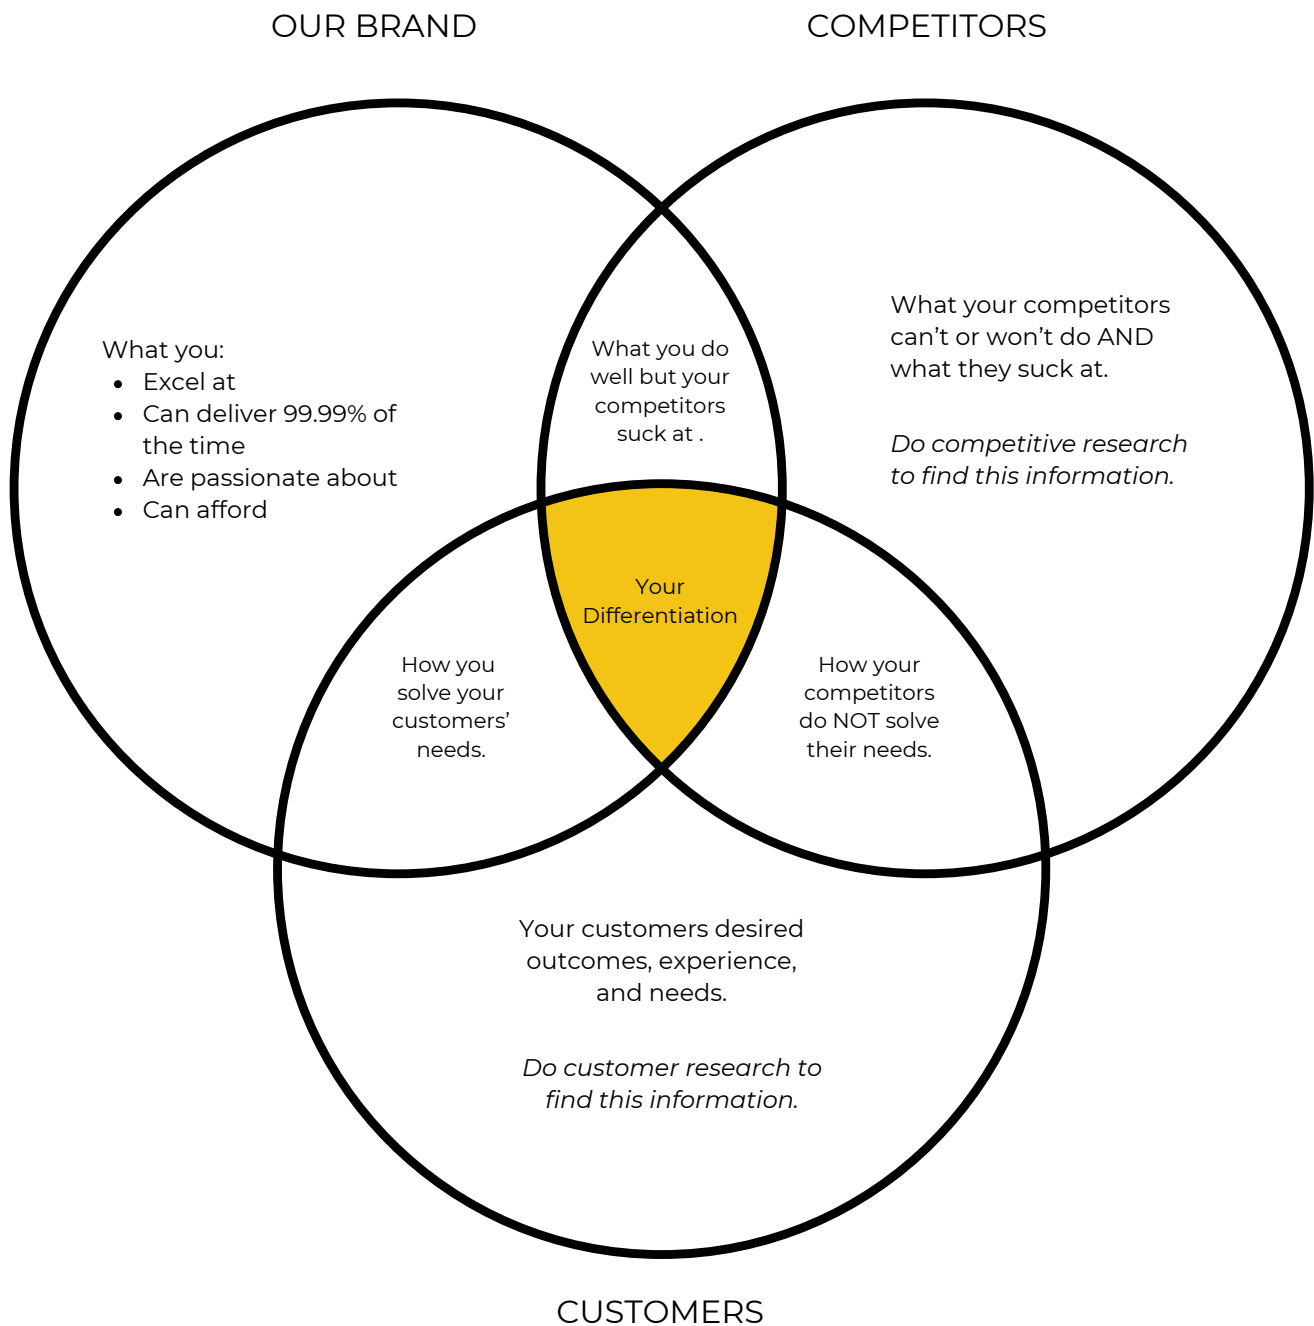 OUR BRAND
COMPETITORS
What you:
• Excel at
• Can deliver 99.99% of
the time
• Are passionate about
• Can afford
What you do
well but your
competitors
suck at .
What your competitors
can’t or won’t do AND
what they suck at.
Do competitive research
to find this information.
Your
Differentiation
How you
solve your
customers’
needs.
How your
competitors
do NOT solve
their needs.
Your customers desired
outcomes, experience,
and needs.
Do customer research to
find this information.
CUSTOMERS